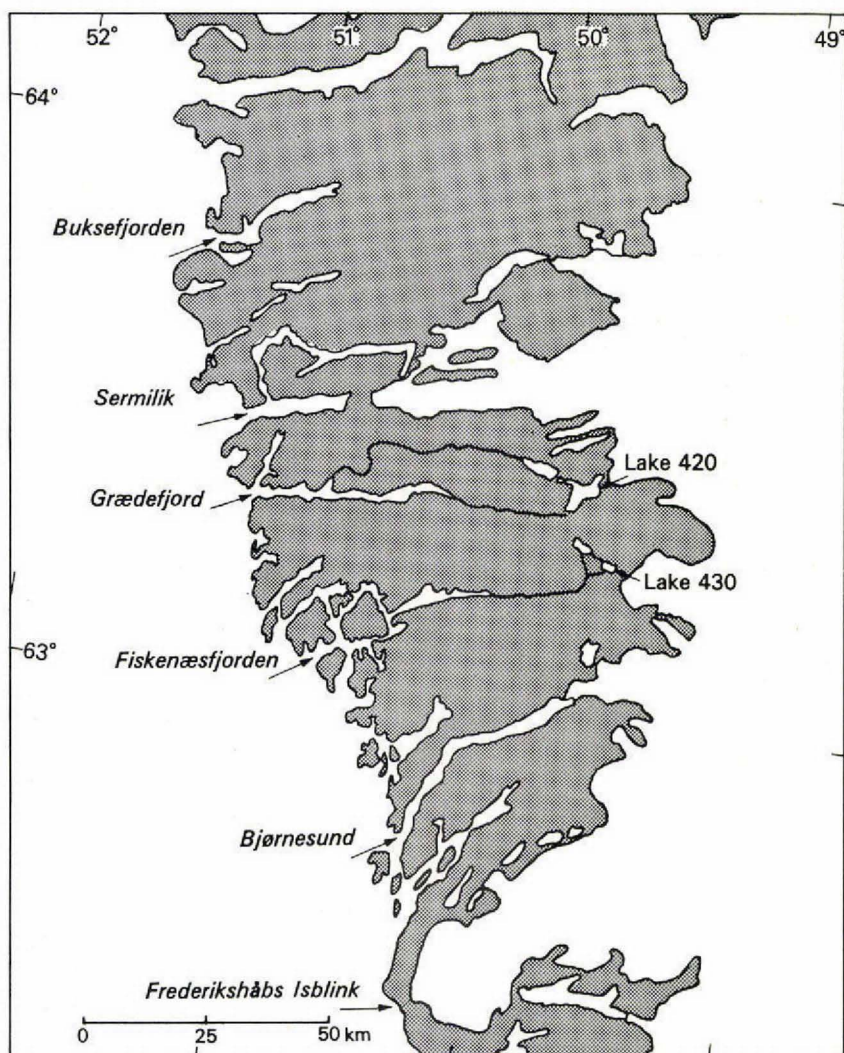 52° 51° 50° 49°
64°
Buksefjorden
Sermilik
Lake 420
Grædefjord
Lake 430
63°
Fiskenæsfjorden
Bjørnesund
Frederikshåbs Isblink
0 25 50 km